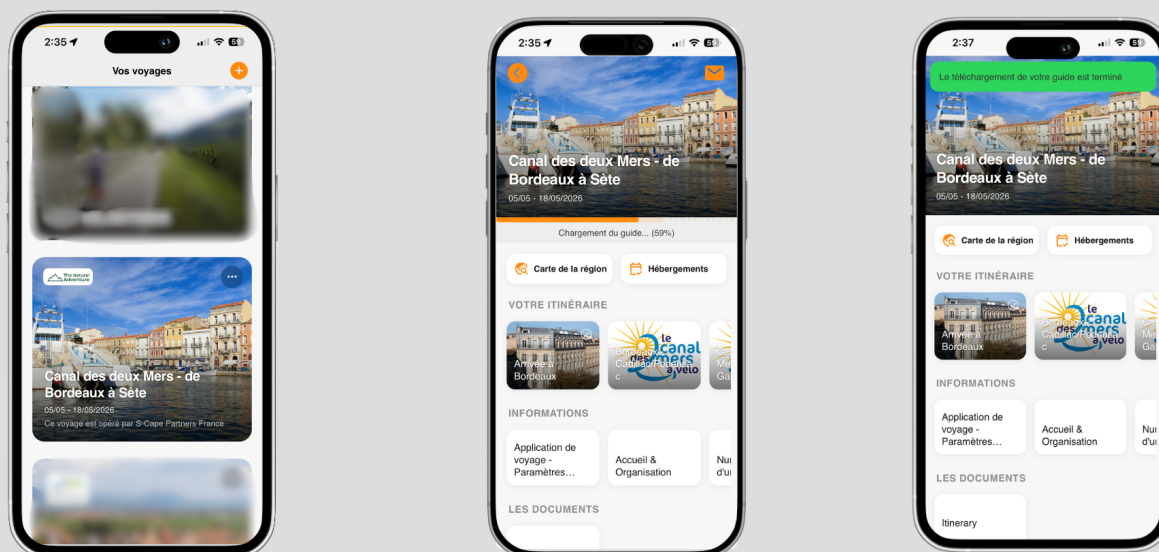 2:35
Vos voyages
The Natural
Adventure
Canal des deux Mers - de
Bordeaux à Sète
05/05 - 18/05/2026
Ce voyage est opéré par S-Cape Partners France
2:35
Canal des deux Mers - de
Bordeaux à Sète
05/05 - 18/05/2026
Chargement du guide... (59%)
Carte de la région
Hébergements
VOTRE ITINÉRAIRE
Arrivée à
Bordeaux
le
canal
des
mers
à vélo
INFORMATIONS
Application de
voyage -
Paramètres...
Accueil &
Organisation
LES DOCUMENTS
2:37
Le téléchargement de votre guide est terminé
Canal des deux Mers - de
Bordeaux à Sète
05/05 - 18/05/2026
Carte de la région
Hébergements
VOTRE ITINÉRAIRE
Arrivée à
Bordeaux
le
canal
des
mers
à vélo
INFORMATIONS
Application de
voyage -
Paramètres...
Accueil &
Organisation
LES DOCUMENTS
Itinerary